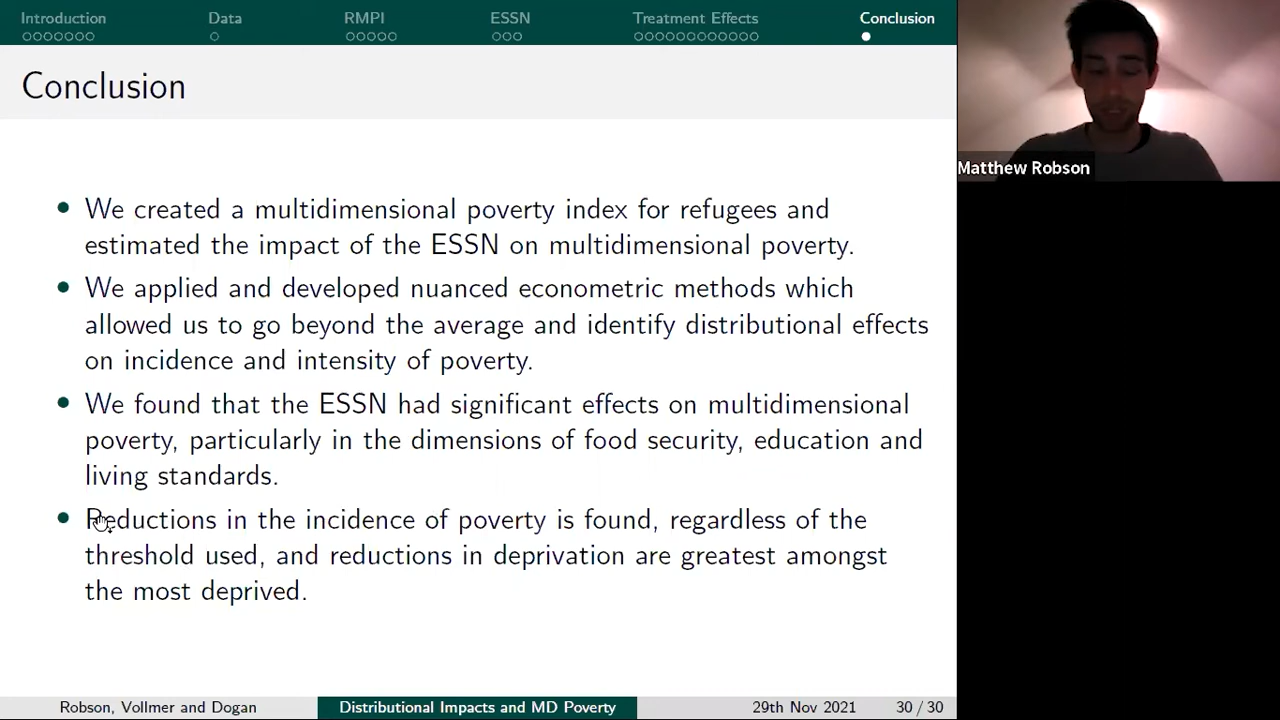 Introduction Data RMPI ESSN Treatment Effects Conclusion
Conclusion
• We created a multidimensional poverty index for refugees and
estimated the impact of the ESSN on multidimensional poverty.
• We applied and developed nuanced econometric methods which
allowed us to go beyond the average and identify distributional effects
on incidence and intensity of poverty.
• We found that the ESSN had significant effects on multidimensional
poverty, particularly in the dimensions of food security, education and
living standards.
• Reductions in the incidence of poverty is found, regardless of the
threshold used, and reductions in deprivation are greatest amongst
the most deprived.
Robson, Vollmer and Dogan Distributional Impacts and MD Poverty 29th Nov 2021 30 / 30
Matthew Robson